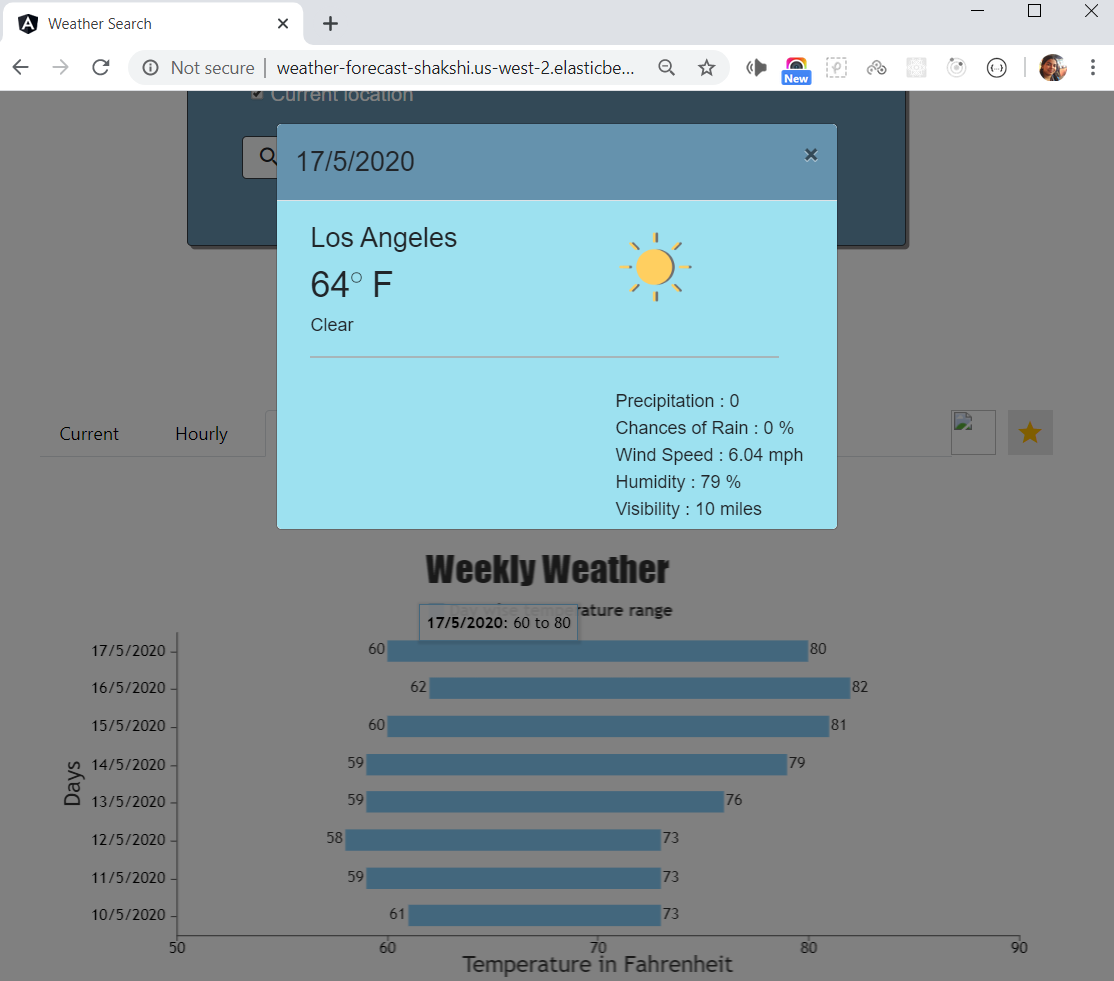 Weather Search
Not secure | weather-forecast-shakshi.us-west-2.elasticbe...
New
Current location
17/5/2020 ×
Los Angeles
64° F
Clear
Precipitation : 0
Chances of Rain : 0 %
Wind Speed : 6.04 mph
Humidity : 79 %
Visibility : 10 miles
Current Hourly
Weekly Weather
Day wise temperature range
17/5/2020: 60 to 80
17/5/2020 60 80
16/5/2020 62 82
15/5/2020 60 81
14/5/2020 59 79
13/5/2020 59 76
12/5/2020 58 73
11/5/2020 59 73
10/5/2020 61 73
Days
50 60 70 80 90
Temperature in Fahrenheit